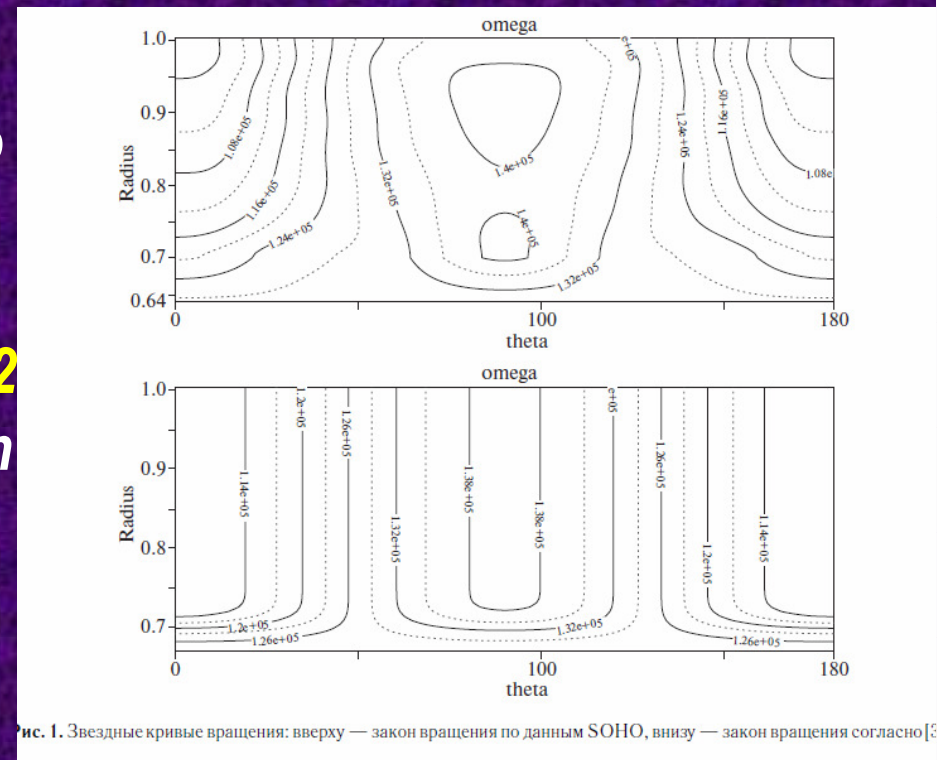 omega
1.0
0.9
0.8
0.7
0.64
Radius
1.08e+05
1.16e+05
1.24e+05
1.32e+05
1.4e+05
1.4e+05
1.32e+05
e+05
1.24e+05
1.16e+05
1.08e
0
100
180
theta
2
omega
1.0
0.9
0.8
0.7
Radius
1.14e+05
1.2e+05
1.26e+05
1.32e+05
1.38e+05
1.38e+05
e+05
1.26e+05
1.2e+05
1.14e+05
1.2e+05
1.26e+05
1.32e+05
1.26e+05
0
100
180
theta
Рис. 1. Звездные кривые вращения: вверху — закон вращения по данным SOHO, внизу — закон вращения согласно [3